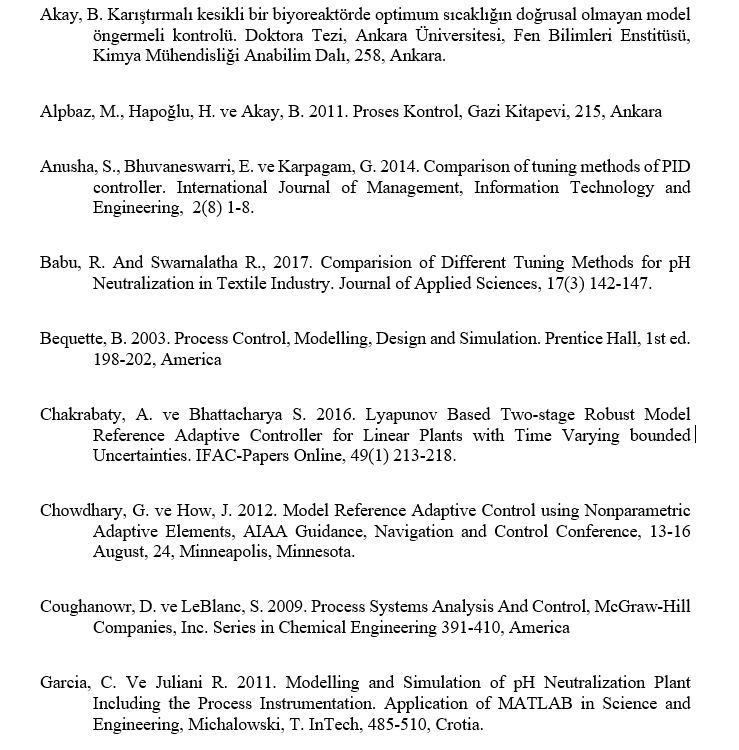 Akay, B. Karıştırmalı kesikli bir biyoreaktörde optimum sıcaklığın doğrusal olmayan model
öngermeli kontrolü. Doktora Tezi, Ankara Üniversitesi, Fen Bilimleri Enstitüsü,
Kimya Mühendisliği Anabilim Dalı, 258, Ankara.
Alpbaz, M., Hapoğlu, H. ve Akay, B. 2011. Proses Kontrol, Gazi Kitapevi, 215, Ankara
Anusha, S., Bhuvaneswarri, E. ve Karpagam, G. 2014. Comparison of tuning methods of PID
controller. International Journal of Management, Information Technology and
Engineering, 2(8) 1-8.
Babu, R. And Swarnalatha R., 2017. Comparision of Different Tuning Methods for pH
Neutralization in Textile Industry. Journal of Applied Sciences, 17(3) 142-147.
Bequette, B. 2003. Process Control, Modelling, Design and Simulation. Prentice Hall, 1st ed.
198-202, America
Chakrabaty, A. ve Bhattacharya S. 2016. Lyapunov Based Two-stage Robust Model
Reference Adaptive Controller for Linear Plants with Time Varying bounded
Uncertainties. IFAC-Papers Online, 49(1) 213-218.
Chowdhary, G. ve How, J. 2012. Model Reference Adaptive Control using Nonparametric
Adaptive Elements, AIAA Guidance, Navigation and Control Conference, 13-16
August, 24, Minneapolis, Minnesota.
Coughanowr, D. ve LeBlanc, S. 2009. Process Systems Analysis And Control, McGraw-Hill
Companies, Inc. Series in Chemical Engineering 391-410, America
Garcia, C. Ve Juliani R. 2011. Modelling and Simulation of pH Neutralization Plant
Including the Process Instrumentation. Application of MATLAB in Science and
Engineering, Michalowski, T. InTech, 485-510, Crotia.